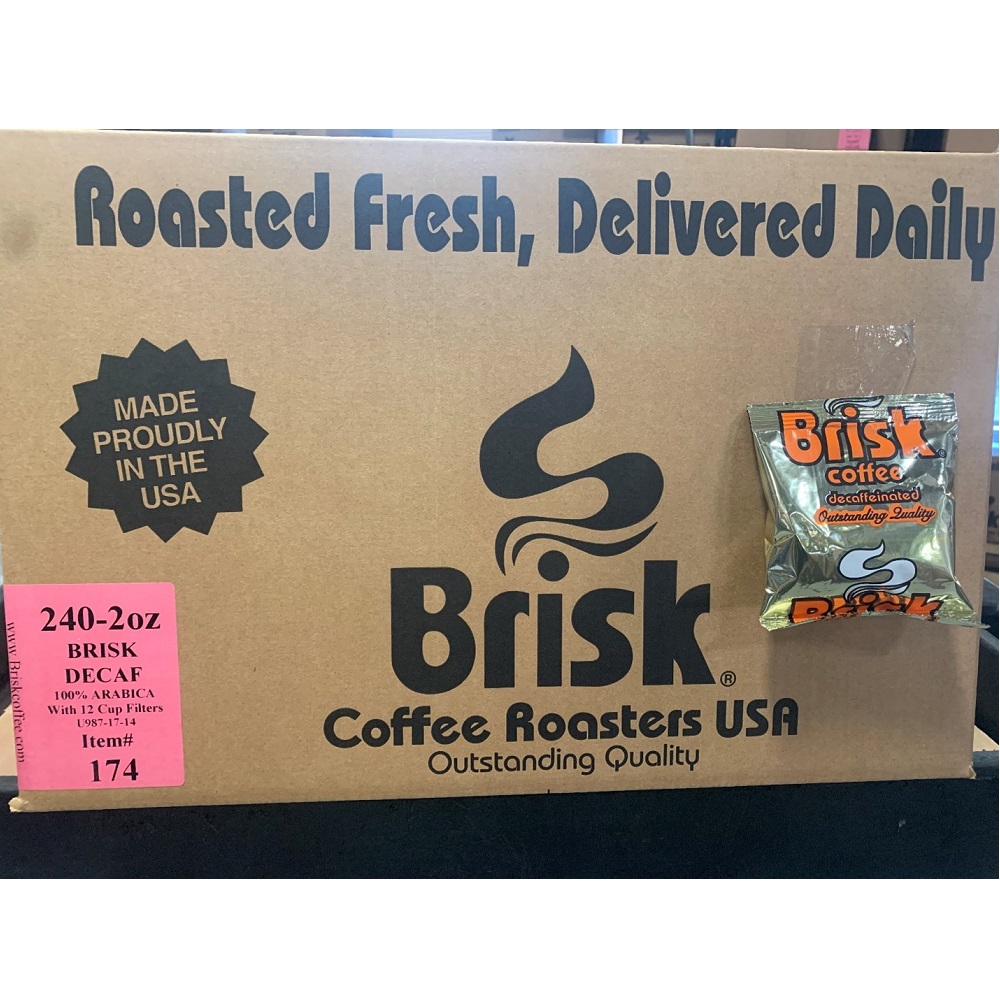 Roasted Fresh, Delivered Daily
MADE
PROUDLY
IN THE
USA
Brisk®
Coffee Roasters USA
Outstanding Quality
Brisk®
coffee
decaffeinated
Outstanding Quality
Brisk
www.Briskcoffee.com
240-2oz
BRISK
DECAF
100% ARABICA
With 12 Cup Filters
U987-17-14
Item#
174